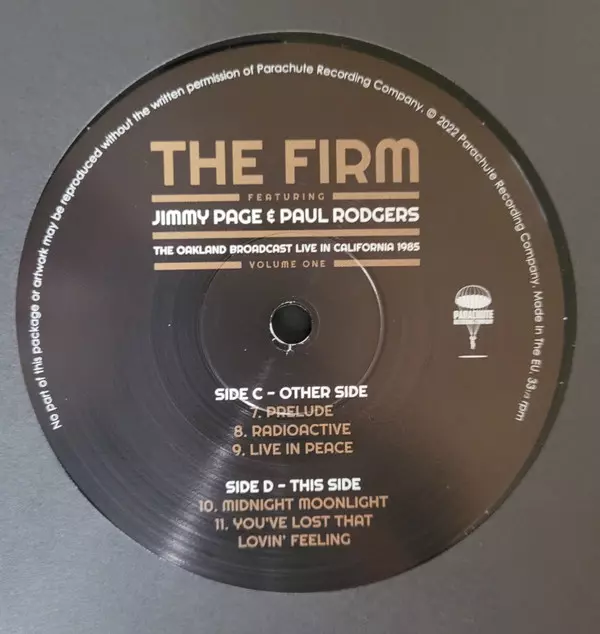 No part of this package or artwork may be reproduced without the written permission of Parachute Recording Company. © 2022 Parachute Recording Company. Made In The EU. 33 1/3 rpm
THE FIRM
FEATURING
JIMMY PAGE & PAUL RODGERS
THE OAKLAND BROADCAST LIVE IN CALIFORNIA 1985
VOLUME ONE
PARACHUTE
SIDE C - OTHER SIDE
7. PRELUDE
8. RADIOACTIVE
9. LIVE IN PEACE
SIDE D - THIS SIDE
10. MIDNIGHT MOONLIGHT
11. YOU'VE LOST THAT
LOVIN' FEELING